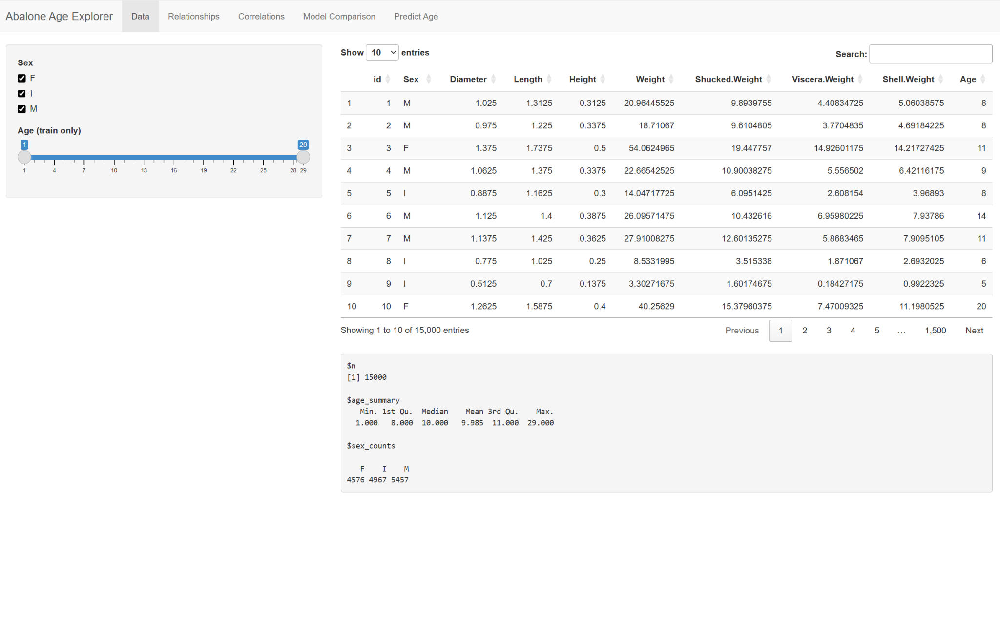 Abalone Age Explorer Data Relationships Correlations Model Comparison Predict Age
Sex
F
I
M
Age (train only)
1 29
1 4 7 10 13 16 19 22 25 28 29
Show 10 entries
Search:
id Sex Diameter Length Height Weight Shucked.Weight Viscera.Weight Shell.Weight Age
1 1 M 1.025 1.3125 0.3125 20.96445525 9.8939755 4.40834725 5.06038575 8
2 2 M 0.975 1.225 0.3375 18.71067 9.6104805 3.7704835 4.69184225 8
3 3 F 1.375 1.7375 0.5 54.0624965 19.447757 14.92601175 14.21727425 11
4 4 M 1.0625 1.375 0.3375 22.66542525 10.90038275 5.556502 6.42116175 9
5 5 I 0.8875 1.1625 0.3 14.04717725 6.0951425 2.608154 3.96893 8
6 6 M 1.125 1.4 0.3875 26.09571475 10.432616 6.95980225 7.93786 14
7 7 M 1.1375 1.425 0.3625 27.91008275 12.60135275 5.8683465 7.9095105 11
8 8 I 0.775 1.025 0.25 8.5331995 3.515338 1.871067 2.6932025 6
9 9 I 0.5125 0.7 0.1375 3.30271675 1.60174675 0.18427175 0.9922325 5
10 10 F 1.2625 1.5875 0.4 40.25629 15.37960375 7.47009325 11.1980525 20
Showing 1 to 10 of 15,000 entries
Previous 1 2 3 4 5 … 1,500 Next
$n
[1] 15000
$age_summary
Min. 1st Qu. Median Mean 3rd Qu. Max.
1.000 8.000 10.000 9.985 11.000 29.000
$sex_counts
F I M
4576 4967 5457